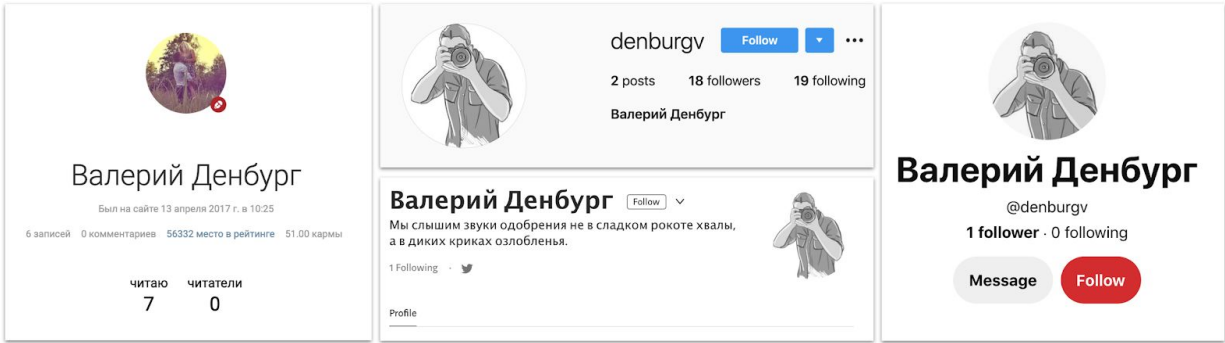 Валерий Денбург
Был на сайте 13 апреля 2017 г. в 10:25
6 записей 0 комментариев 56332 место в рейтинге 51.00 кармы
читаю читатели
7 0
denburgv Follow
2 posts 18 followers 19 following
Валерий Денбург
Валерий Денбург Follow
Мы слышим звуки одобрения не в сладком рокоте хвалы,
а в диких криках озлобленья.
1 Following ·
Profile
Валерий Денбург
@denburgv
1 follower · 0 following
Message Follow